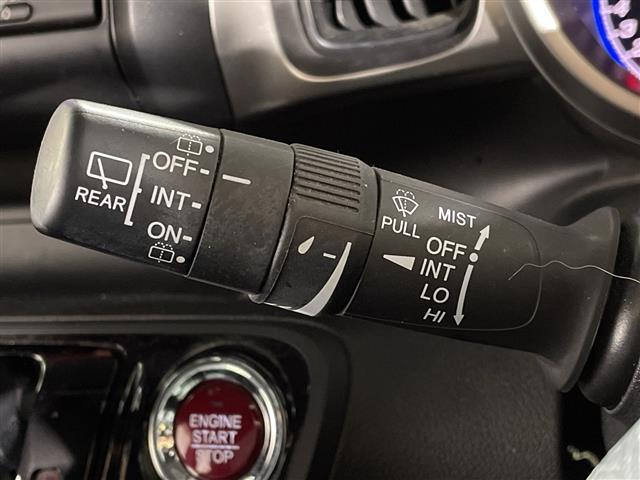 REAR
OFF
INT
ON
PULL
MIST
OFF
INT
LO
HI
ENGINE
START
STOP